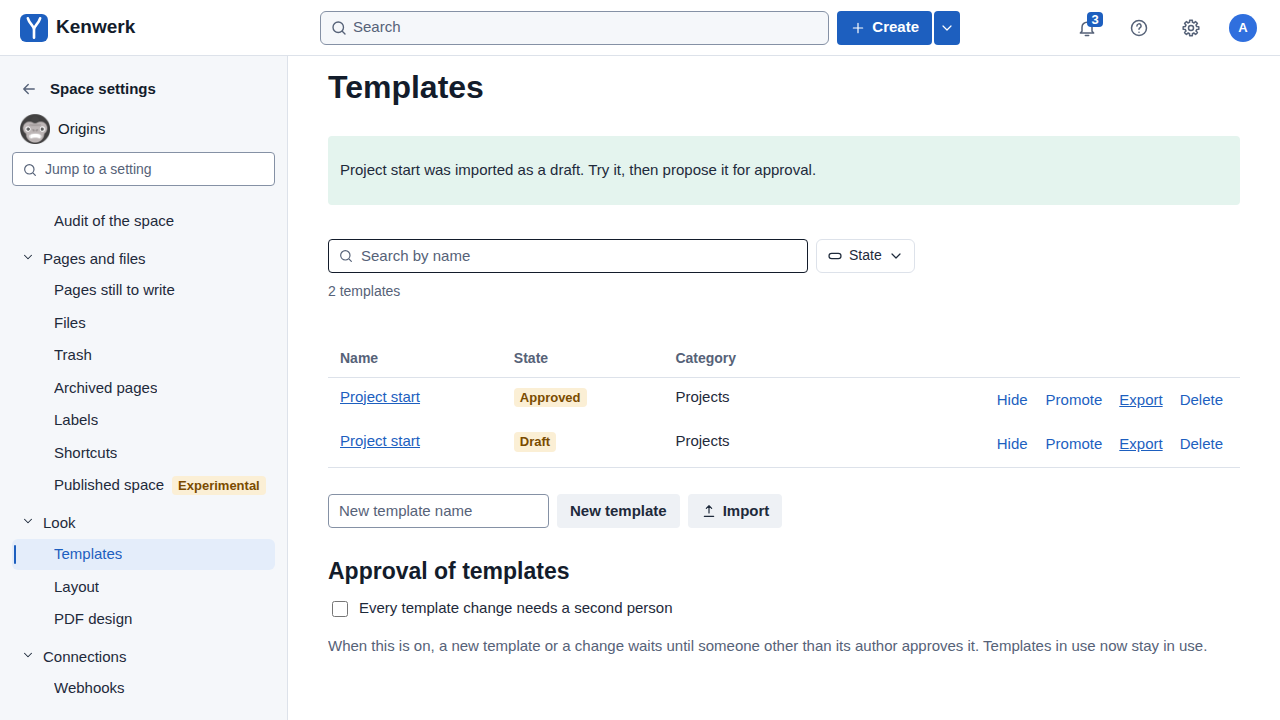 Kenwerk
Search
Create
3
A
Space settings
Origins
Jump to a setting
Audit of the space
Pages and files
Pages still to write
Files
Trash
Archived pages
Labels
Shortcuts
Published space Experimental
Look
Templates
Layout
PDF design
Connections
Webhooks
Templates
Project start was imported as a draft. Try it, then propose it for approval.
Search by name
State
2 templates
Name State Category
Project start Approved Projects Hide Promote Export Delete
Project start Draft Projects Hide Promote Export Delete
New template name New template Import
Approval of templates
Every template change needs a second person
When this is on, a new template or a change waits until someone other than its author approves it. Templates in use now stay in use.